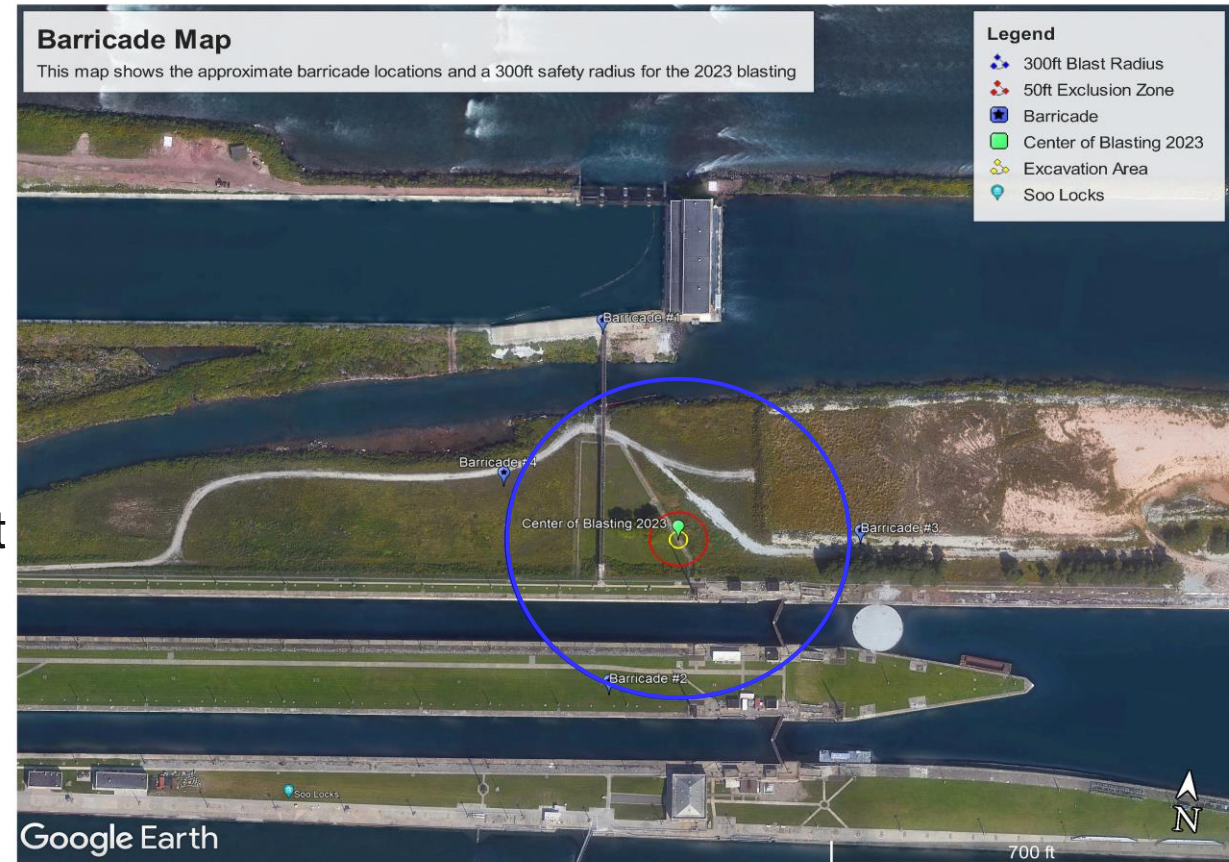 Barricade Map
This map shows the approximate barricade locations and a 300ft safety radius for the 2023 blasting
Legend
300ft Blast Radius
50ft Exclusion Zone
Barricade
Center of Blasting 2023
Excavation Area
Soo Locks
Barricade #1
Barricade #4
t
Center of Blasting 2023
Barricade #3
Barricade #2
Soo Locks
N
Google Earth
700 ft